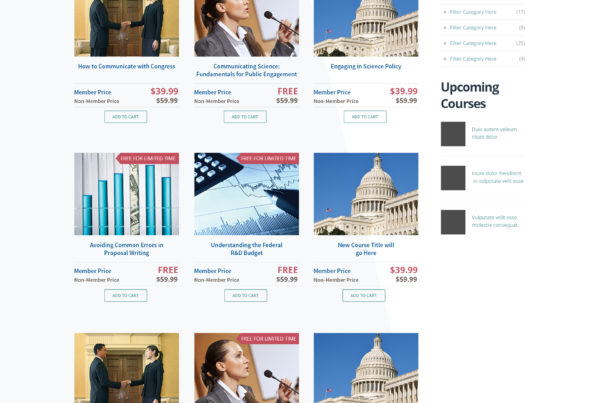 How to Communicate with Congress
Member Price $39.99
Non-Member Price $59.99
ADD TO CART
Communicating Science:
Fundamentals for Public Engagement
Member Price FREE
Non-Member Price $59.99
ADD TO CART
Engaging in Science Policy
Member Price $39.99
Non-Member Price $59.99
ADD TO CART
FREE FOR LIMITED TIME
Avoiding Common Errors in
Proposal Writing
Member Price FREE
Non-Member Price $59.99
ADD TO CART
FREE FOR LIMITED TIME
Understanding the Federal
R&D Budget
Member Price FREE
Non-Member Price $59.99
ADD TO CART
New Course Title will
go Here
Member Price $39.99
Non-Member Price $59.99
ADD TO CART
FREE FOR LIMITED TIME
Filter Category Here (17)
Filter Category Here (9)
Filter Category Here (25)
Filter Category Here (4)
Upcoming
Courses
Duis autem veleum
iriure dolor
Iriure dolor hendrerit
in vulputate velit esse
Vulputate velit esse
molestie consequat,